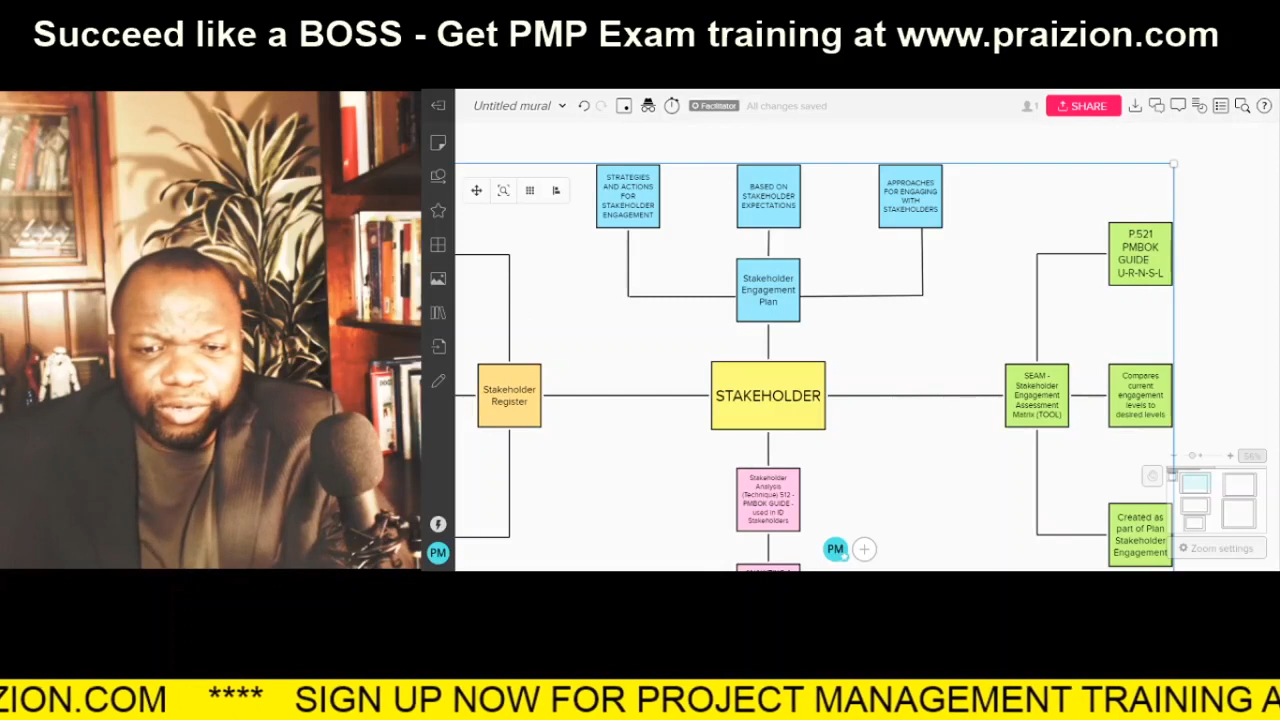 Succeed like a BOSS - Get PMP Exam training at www.praizion.com
Untitled mural
Facilitator
All changes saved
1
SHARE
STRATEGIES
AND ACTIONS
FOR
STAKEHOLDER
ENGAGEMENT
BASED ON
STAKEHOLDER
EXPECTATIONS
APPROACHES
FOR ENGAGING
WITH
STAKEHOLDERS
P.521
PMBOK
GUIDE
U-R-N-S-L
Stakeholder
Engagement
Plan
Stakeholder
Register
STAKEHOLDER
SEAM -
Stakeholder
Engagement
Assessment
Matrix (TOOL)
Compares
current
engagement
levels to
desired levels
Stakeholder
Analysis
(Technique) 512 -
PMBOK GUIDE -
used in ID
Stakeholders
Created as
part of Plan
Stakeholder
Engagement
56%
Zoom settings
PM
PM
ZION.COM **** SIGN UP NOW FOR PROJECT MANAGEMENT TRAINING A